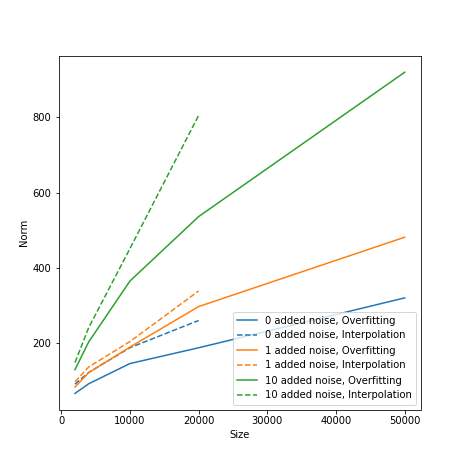 800
600
400
200
Norm
0
10000
20000
30000
40000
50000
Size
0 added noise, Overfitting
0 added noise, Interpolation
1 added noise, Overfitting
1 added noise, Interpolation
10 added noise, Overfitting
10 added noise, Interpolation